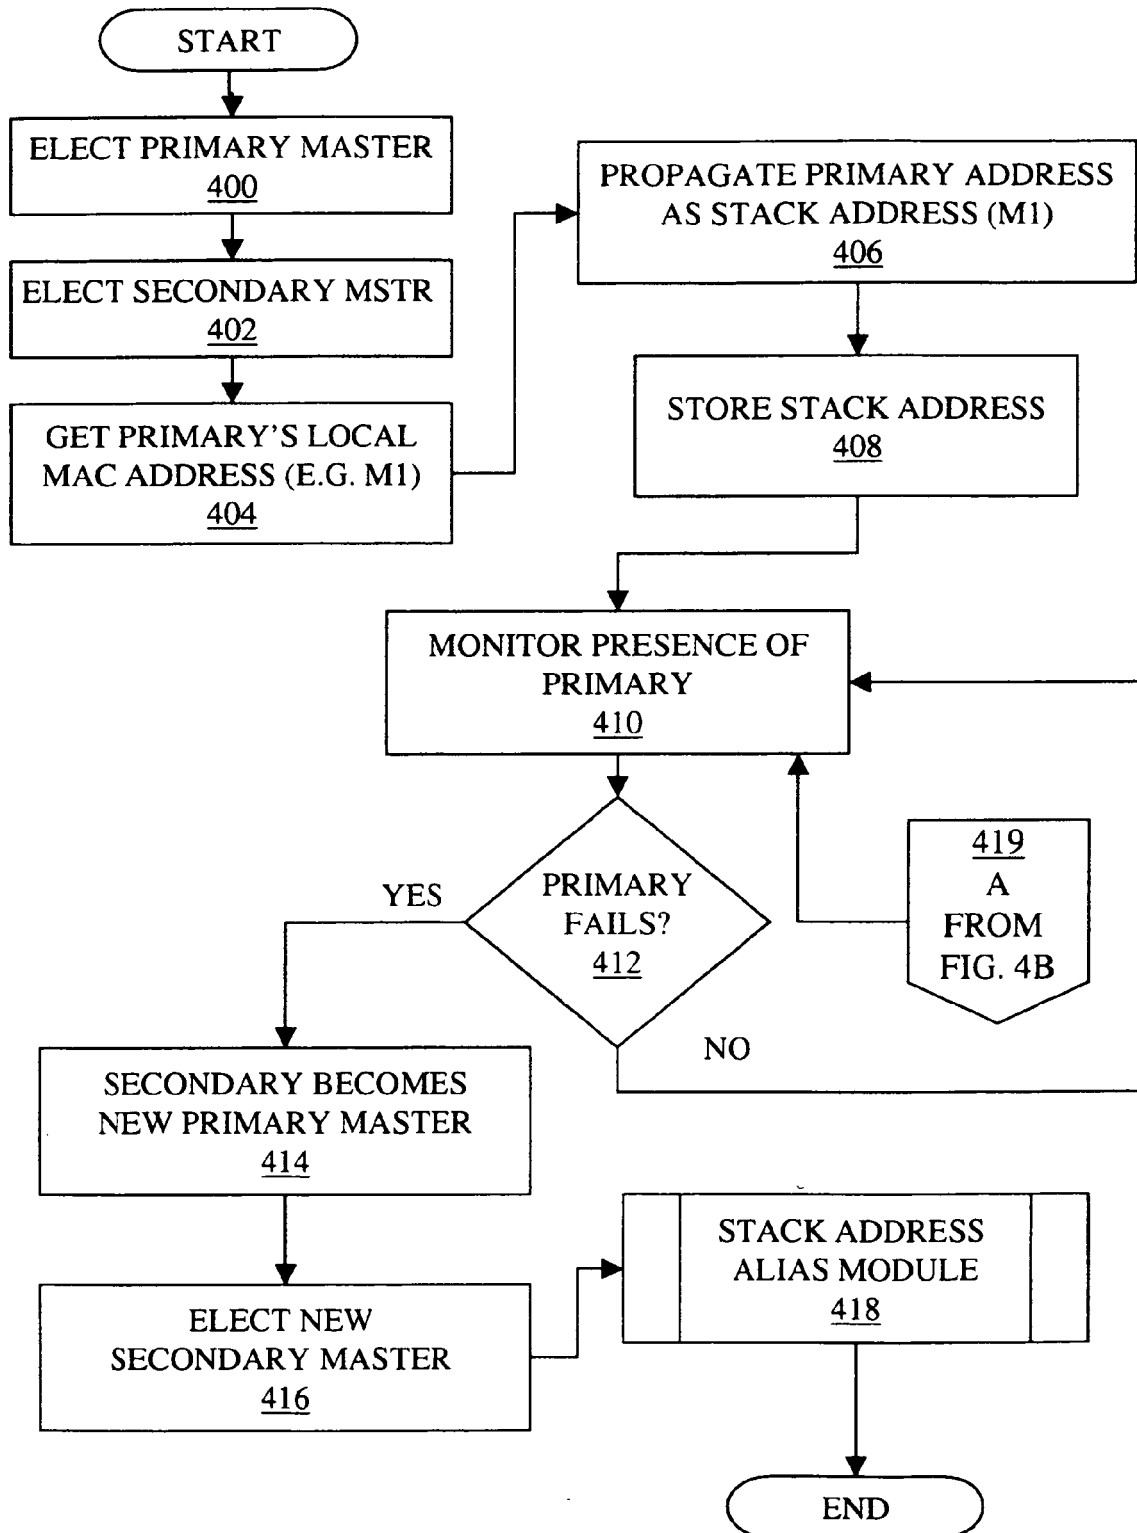 START
ELECT PRIMARY MASTER
400
ELECT SECONDARY MSTR
402
GET PRIMARY'S LOCAL
MAC ADDRESS (E.G. M1)
404
PROPAGATE PRIMARY ADDRESS
AS STACK ADDRESS (M1)
406
STORE STACK ADDRESS
408
MONITOR PRESENCE OF
PRIMARY
410
PRIMARY
FAILS?
412
YES
NO
419
A
FROM
FIG. 4B
SECONDARY BECOMES
NEW PRIMARY MASTER
414
ELECT NEW
SECONDARY MASTER
416
STACK ADDRESS
ALIAS MODULE
418
END